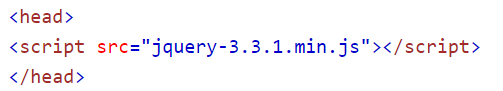 <head>
<script src="jquery-3.3.1.min.js"></script>
</head>